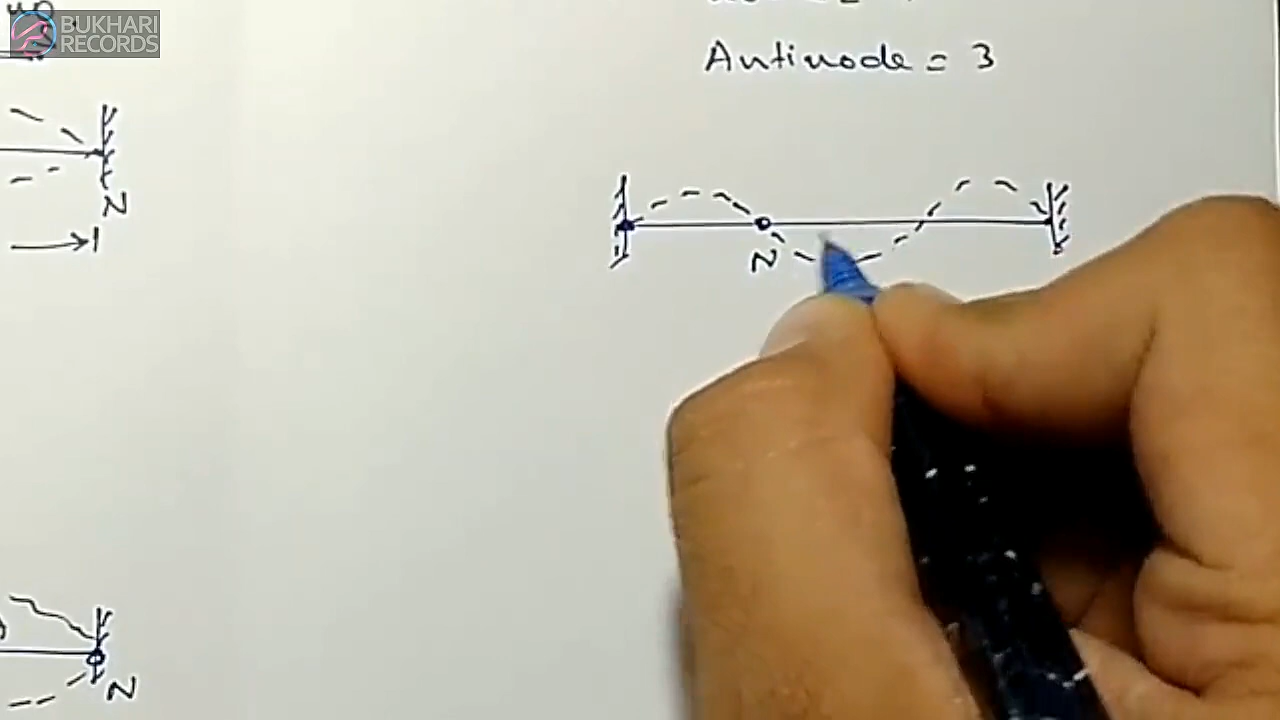 BUKHARI
RECORDS
Antinode = 3
N
N
N